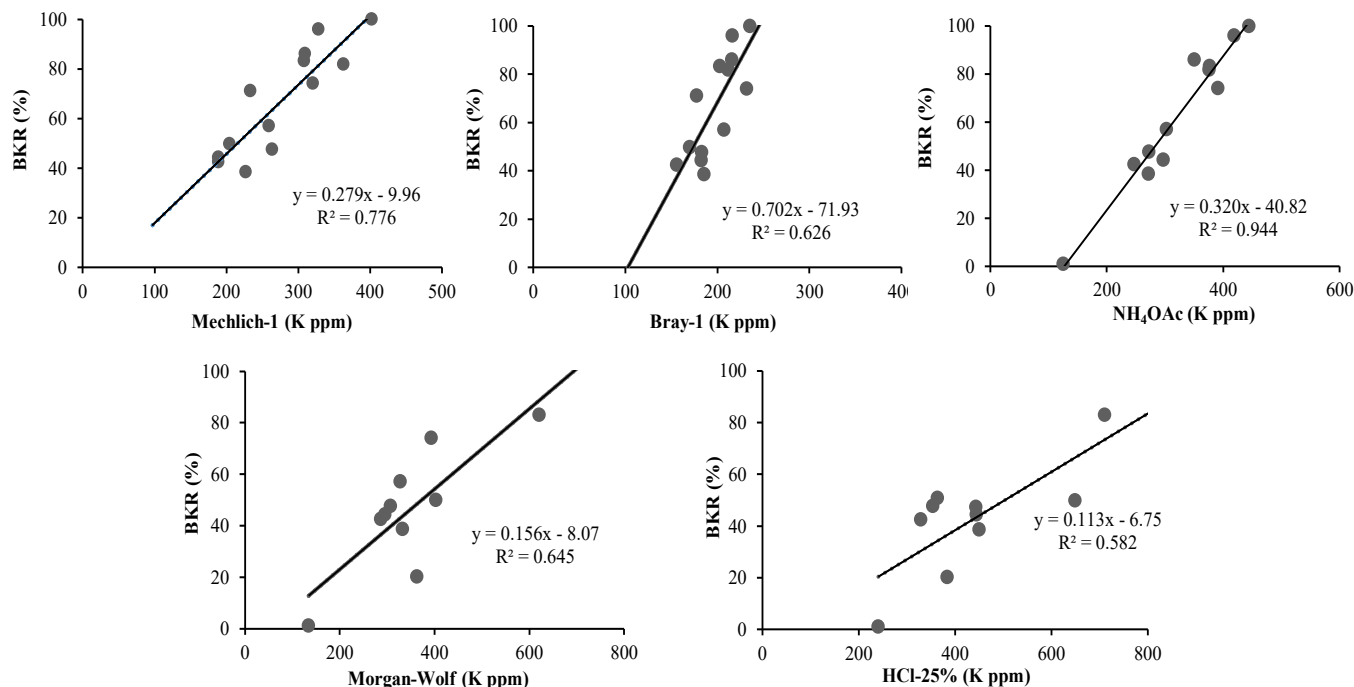 100
80
60
40
20
0
BKR (%)
y = 0.279x - 9.96
R² = 0.776
0 100 200 300 400 500
Mechlich-1 (K ppm)
100
80
60
40
20
0
BKR (%)
y = 0.702x - 71.93
R² = 0.626
0 100 200 300 40
Bray-1 (K ppm)
100
80
60
40
20
0
BKR (%)
y = 0.320x - 40.82
R² = 0.944
0 200 400 600
NH₄OAc (K ppm)
100
80
60
40
20
0
BKR (%)
y = 0.156x - 8.07
R² = 0.645
0 200 400 600 800
Morgan-Wolf (K ppm)
100
80
60
40
20
0
BKR (%)
y = 0.113x - 6.75
R² = 0.582
0 200 400 600 800
HCl-25% (K ppm)